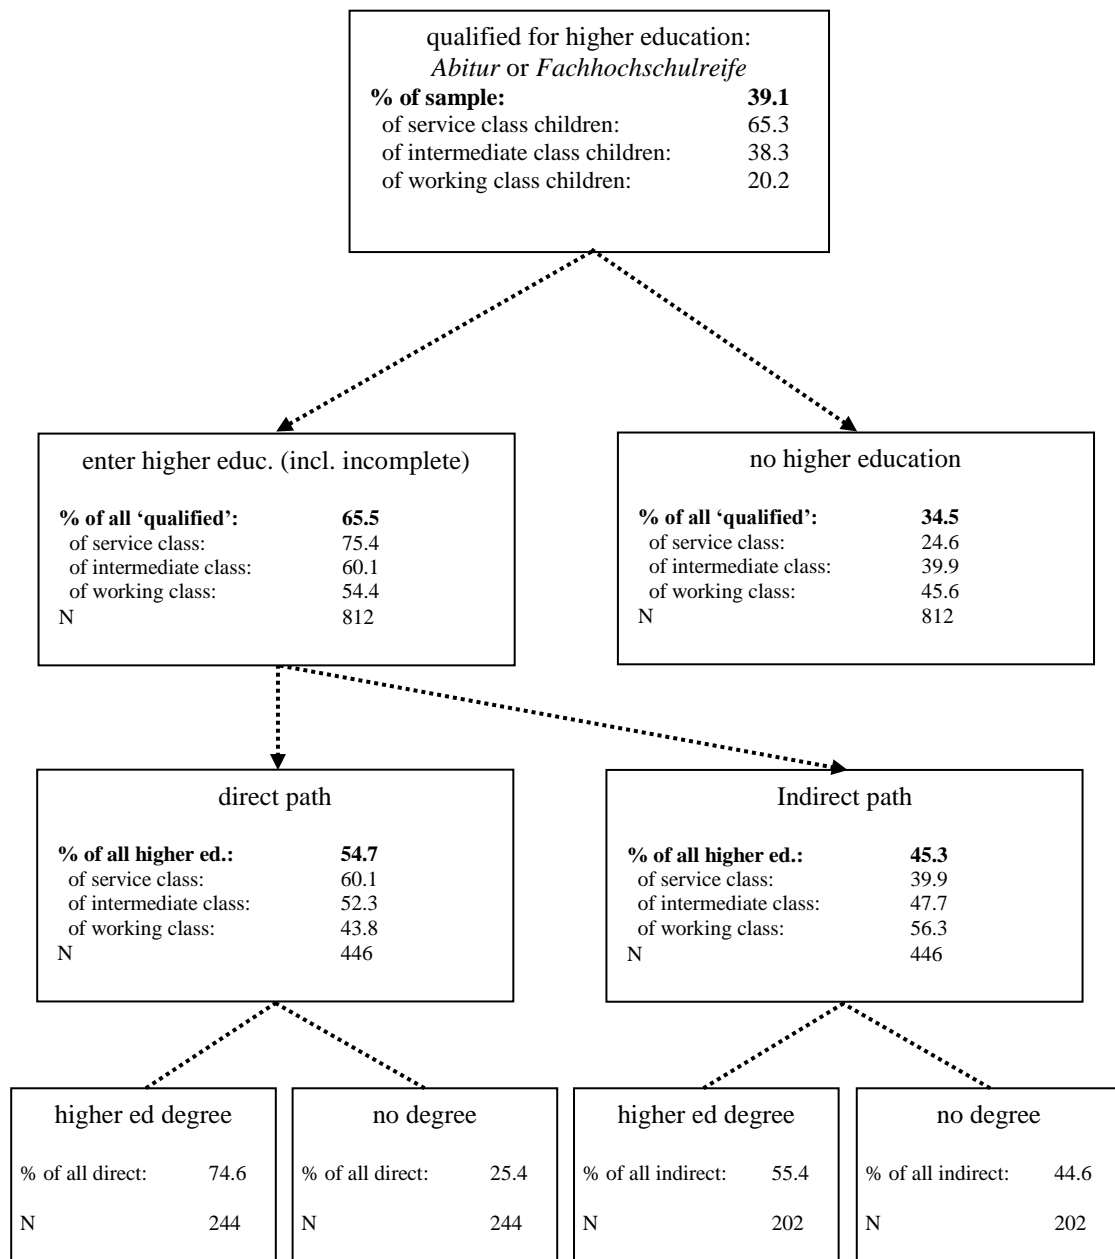 qualified for higher education:
Abitur or Fachhochschulreife
% of sample: 39.1
of service class children: 65.3
of intermediate class children: 38.3
of working class children: 20.2
enter higher educ. (incl. incomplete)
% of all ‘qualified’: 65.5
of service class: 75.4
of intermediate class: 60.1
of working class: 54.4
N 812
no higher education
% of all ‘qualified’: 34.5
of service class: 24.6
of intermediate class: 39.9
of working class: 45.6
N 812
direct path
% of all higher ed.: 54.7
of service class: 60.1
of intermediate class: 52.3
of working class: 43.8
N 446
Indirect path
% of all higher ed.: 45.3
of service class: 39.9
of intermediate class: 47.7
of working class: 56.3
N 446
higher ed degree
% of all direct: 74.6
N 244
no degree
% of all direct: 25.4
N 244
higher ed degree
% of all indirect: 55.4
N 202
no degree
% of all indirect: 44.6
N 202